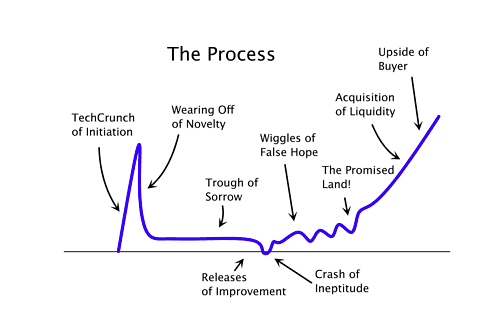 The Process
TechCrunch
of Initiation
Wearing Off
of Novelty
Trough of
Sorrow
Releases
of Improvement
Wiggles of
False Hope
Crash of
Ineptitude
The Promised
Land!
Acquisition
of Liquidity
Upside of
Buyer